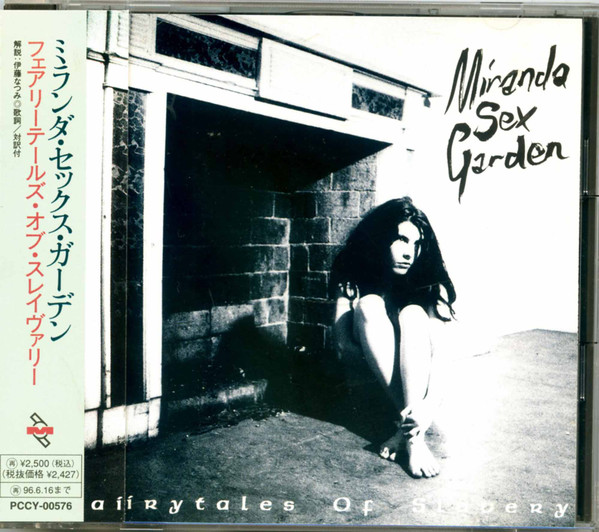 ミランダ・セックス・ガーデン
フェアリーテールズ・オブ・スレイヴァリー
解説:伊藤なつみ◎歌詞/対訳付
再 ¥2,500(税込)
(税抜価格 ¥2,427)
再 96.6.16まで
PCCY-00576
Miranda
Sex
Garden
aiirytales Of Slavery